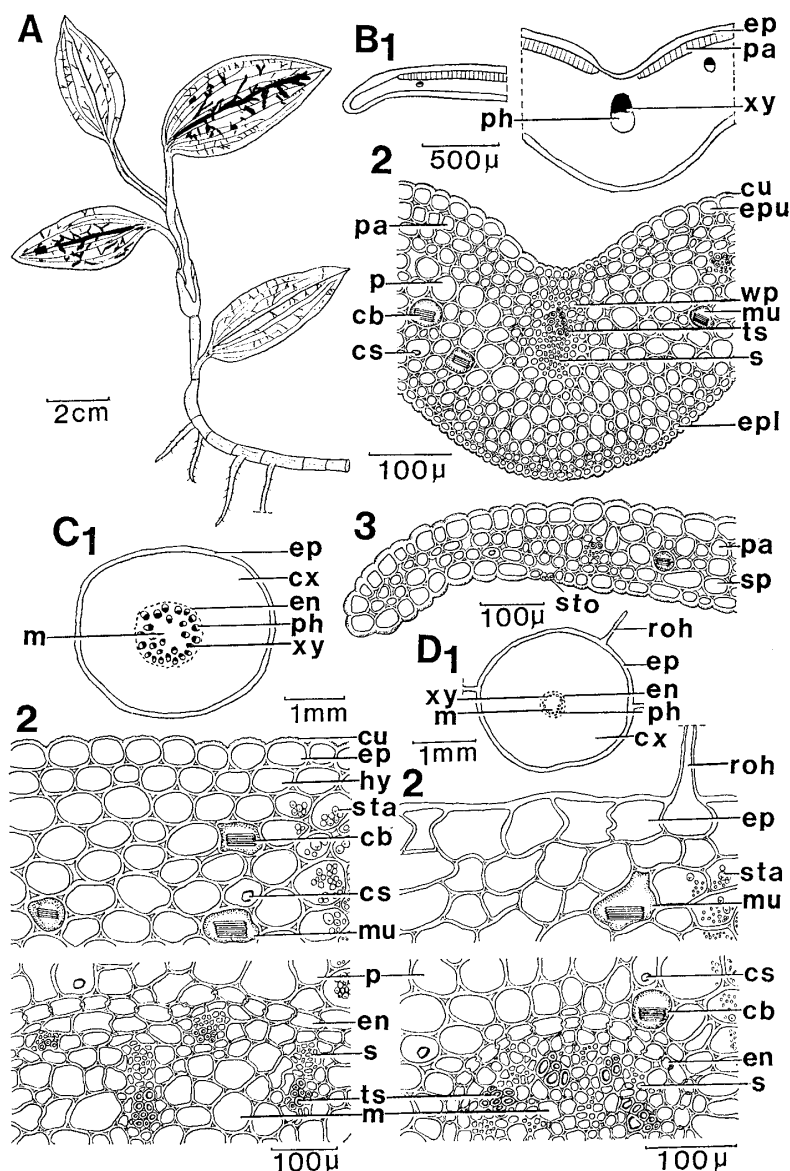 A
2cm
B1
500μ
ep
pa
xy
ph
2
cu
epu
pa
p
wp
cb
mu
ts
cs
s
epl
100μ
3
pa
sp
sto
100μ
C1
ep
cx
en
ph
xy
m
1mm
2
cu
ep
hy
sta
cb
cs
mu
p
en
s
ts
m
100μ
D1
roh
ep
en
xy
m
ph
cx
1mm
2
roh
ep
sta
mu
cs
cb
en
s
100μ